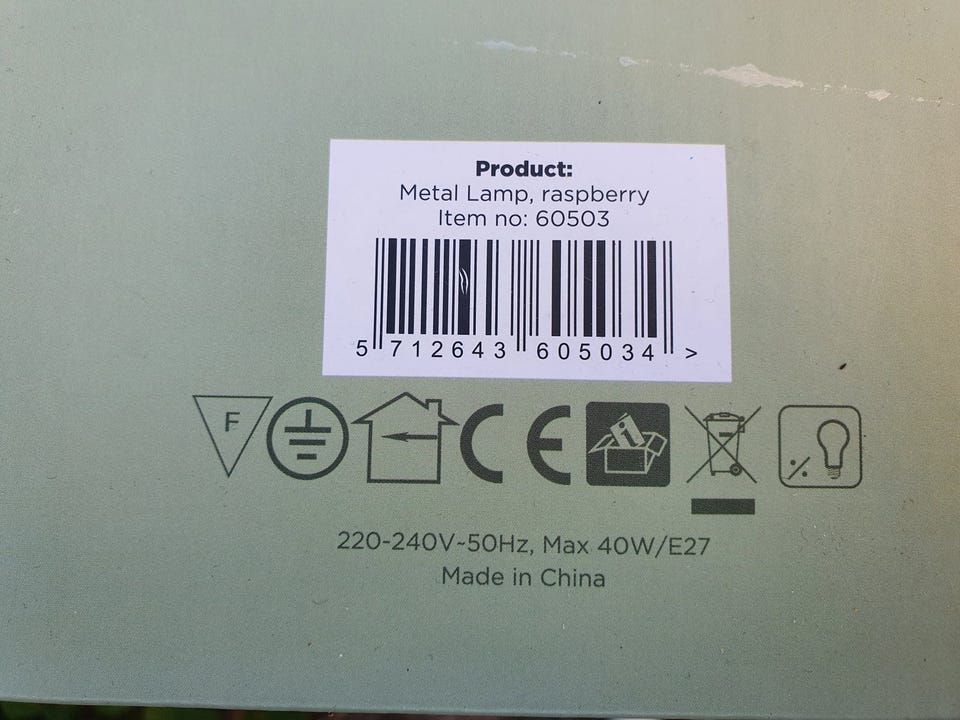 Product:
Metal Lamp, raspberry
Item no: 60503
5 712643 605034 >
F
CE
i
220-240V~50Hz, Max 40W/E27
Made in China